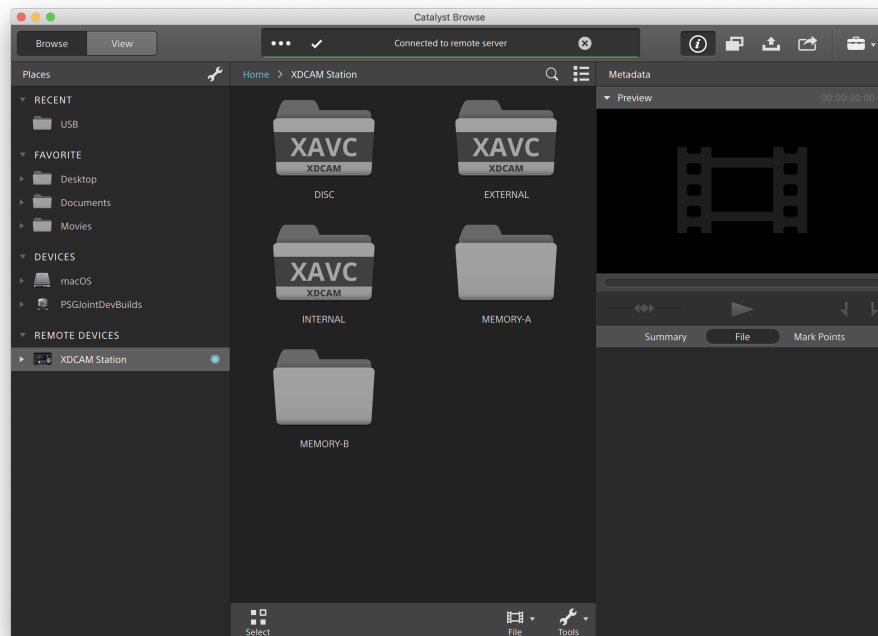 Catalyst Browse
Browse
View
Connected to remote server
Places
Home > XDCAM Station
Metadata
RECENT
USB
FAVORITE
Desktop
Documents
Movies
DEVICES
macOS
PSGJointDevBuilds
REMOTE DEVICES
XDCAM Station
XAVC
XDCAM
DISC
XAVC
XDCAM
EXTERNAL
XAVC
XDCAM
INTERNAL
MEMORY-A
MEMORY-B
Select
File
Tools
Preview
00:00:00:00
Summary
File
Mark Points